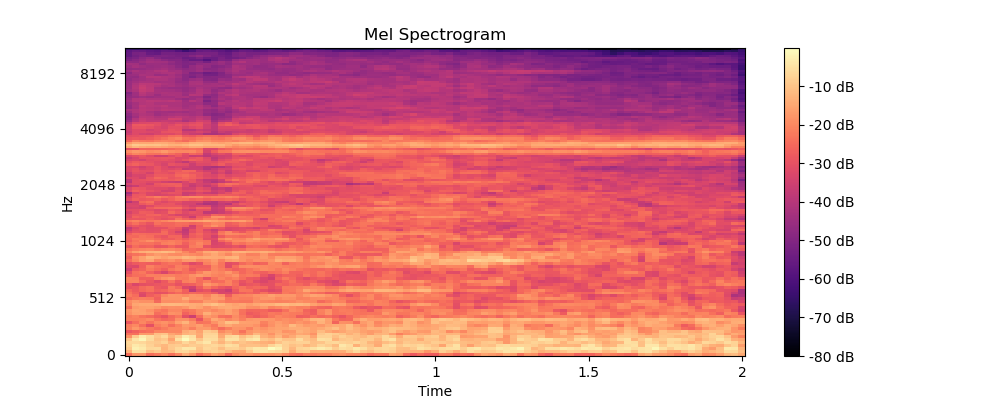 Mel Spectrogram
8192
4096
2048
1024
512
0
Hz
0
0.5
1
1.5
2
Time
-10 dB
-20 dB
-30 dB
-40 dB
-50 dB
-60 dB
-70 dB
-80 dB